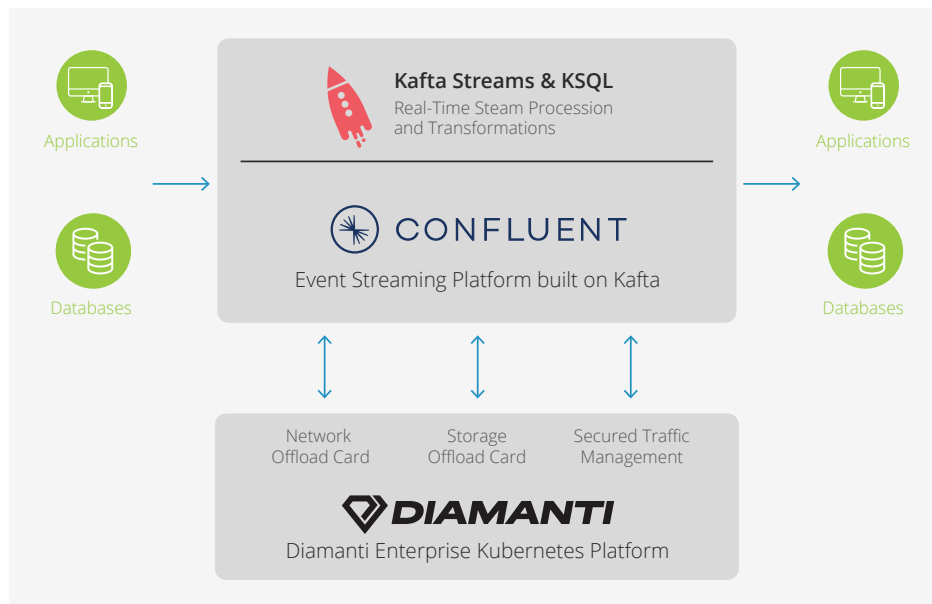 Applications
Databases
Kafta Streams & KSQL
Real-Time Steam Procession
and Transformations
CONFLUENT
Event Streaming Platform built on Kafta
Applications
Databases
Network
Offload Card
Storage
Offload Card
Secured Traffic
Management
DIAMANTI
Diamanti Enterprise Kubernetes Platform